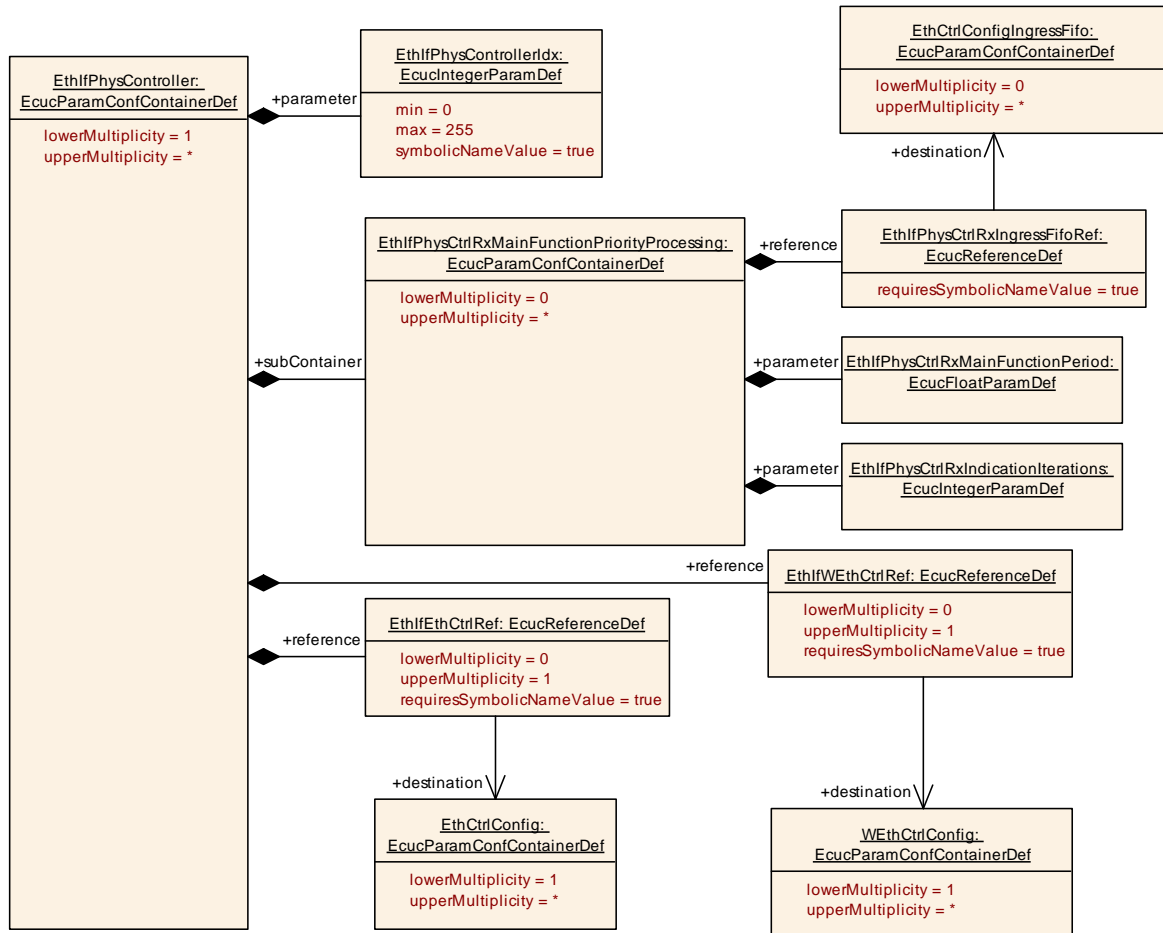 EthIfPhysController:
EcucParamConfContainerDef
lowerMultiplicity = 1
upperMultiplicity = *
+parameter
EthIfPhysControllerIdx:
EcucIntegerParamDef
min = 0
max = 255
symbolicNameValue = true
EthCtrlConfigIngressFifo:
EcucParamConfContainerDef
lowerMultiplicity = 0
upperMultiplicity = *
+destination
+subContainer
EthIfPhysCtrlRxMainFunctionPriorityProcessing:
EcucParamConfContainerDef
lowerMultiplicity = 0
upperMultiplicity = *
+reference
EthIfPhysCtrlRxIngressFifoRef:
EcucReferenceDef
requiresSymbolicNameValue = true
+parameter
EthIfPhysCtrlRxMainFunctionPeriod:
EcucFloatParamDef
+parameter
EthIfPhysCtrlRxIndicationIterations:
EcucIntegerParamDef
+reference
EthIfWEthCtrlRef: EcucReferenceDef
lowerMultiplicity = 0
upperMultiplicity = 1
requiresSymbolicNameValue = true
+reference
EthIfEthCtrlRef: EcucReferenceDef
lowerMultiplicity = 0
upperMultiplicity = 1
requiresSymbolicNameValue = true
+destination
EthCtrlConfig:
EcucParamConfContainerDef
lowerMultiplicity = 1
upperMultiplicity = *
+destination
WEthCtrlConfig:
EcucParamConfContainerDef
lowerMultiplicity = 1
upperMultiplicity = *